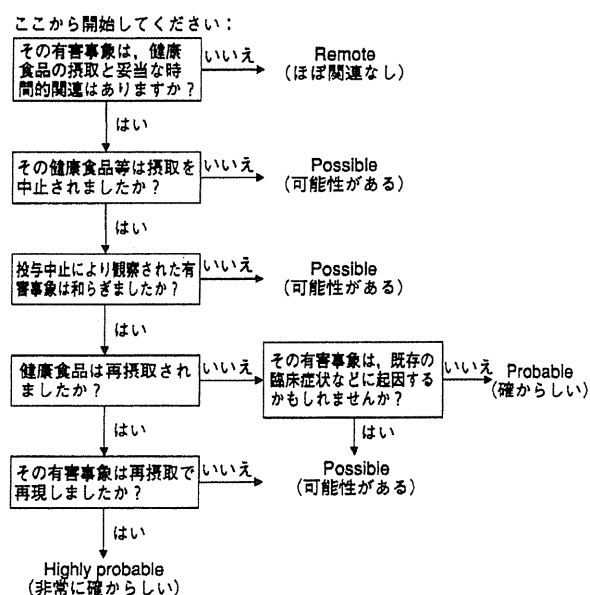 ここから開始してください：
その有害事象は，健康
食品の摂取と妥当な時
間的関連はありますか？
いいえ
Remote
（ほぼ関連なし）
はい
その健康食品等は摂取を
中止されましたか？
いいえ
Possible
（可能性がある）
はい
投与中止により観察された有
害事象は和らぎましたか？
いいえ
Possible
（可能性がある）
はい
健康食品は再摂取され
ましたか？
いいえ
その有害事象は，既存の
臨床症状などに起因する
かもしれませんか？
いいえ
Probable
（確からしい）
はい
Possible
（可能性がある）
はい
その有害事象は再摂取で
再現しましたか？
いいえ
はい
Highly probable
（非常に確からしい）